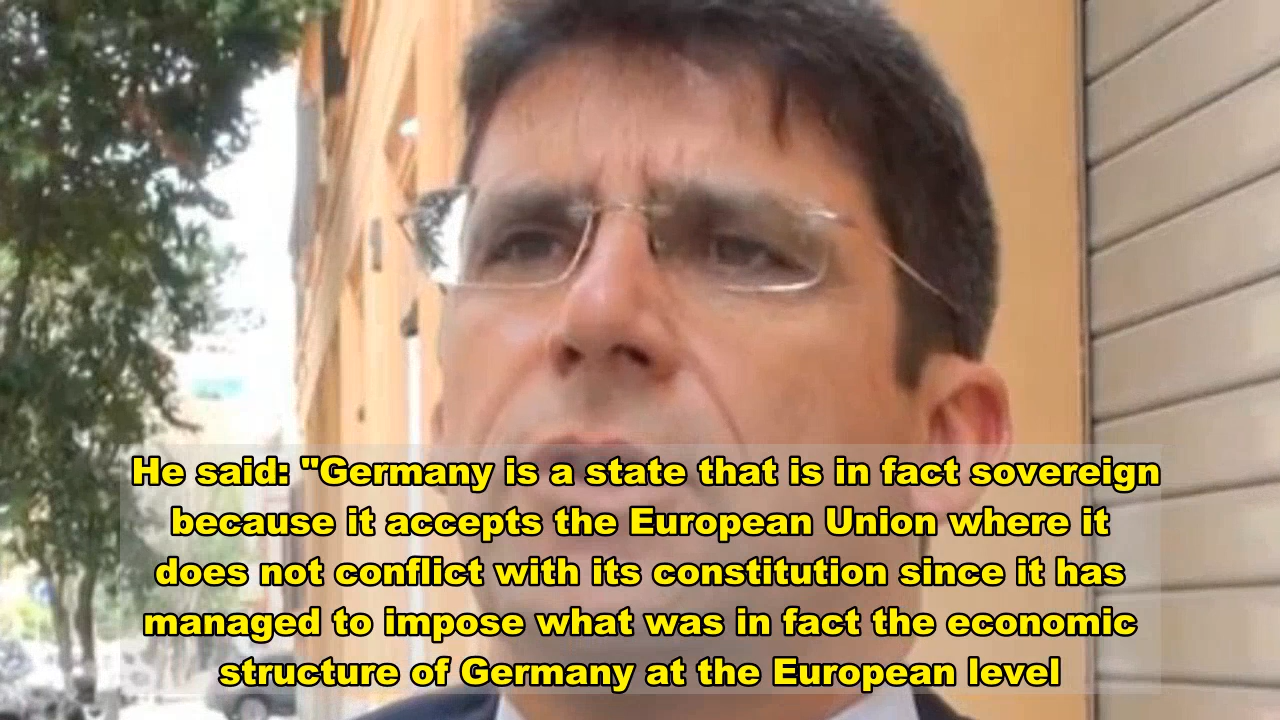 He said: "Germany is a state that is in fact sovereign
because it accepts the European Union where it
does not conflict with its constitution since it has
managed to impose what was in fact the economic
structure of Germany at the European level